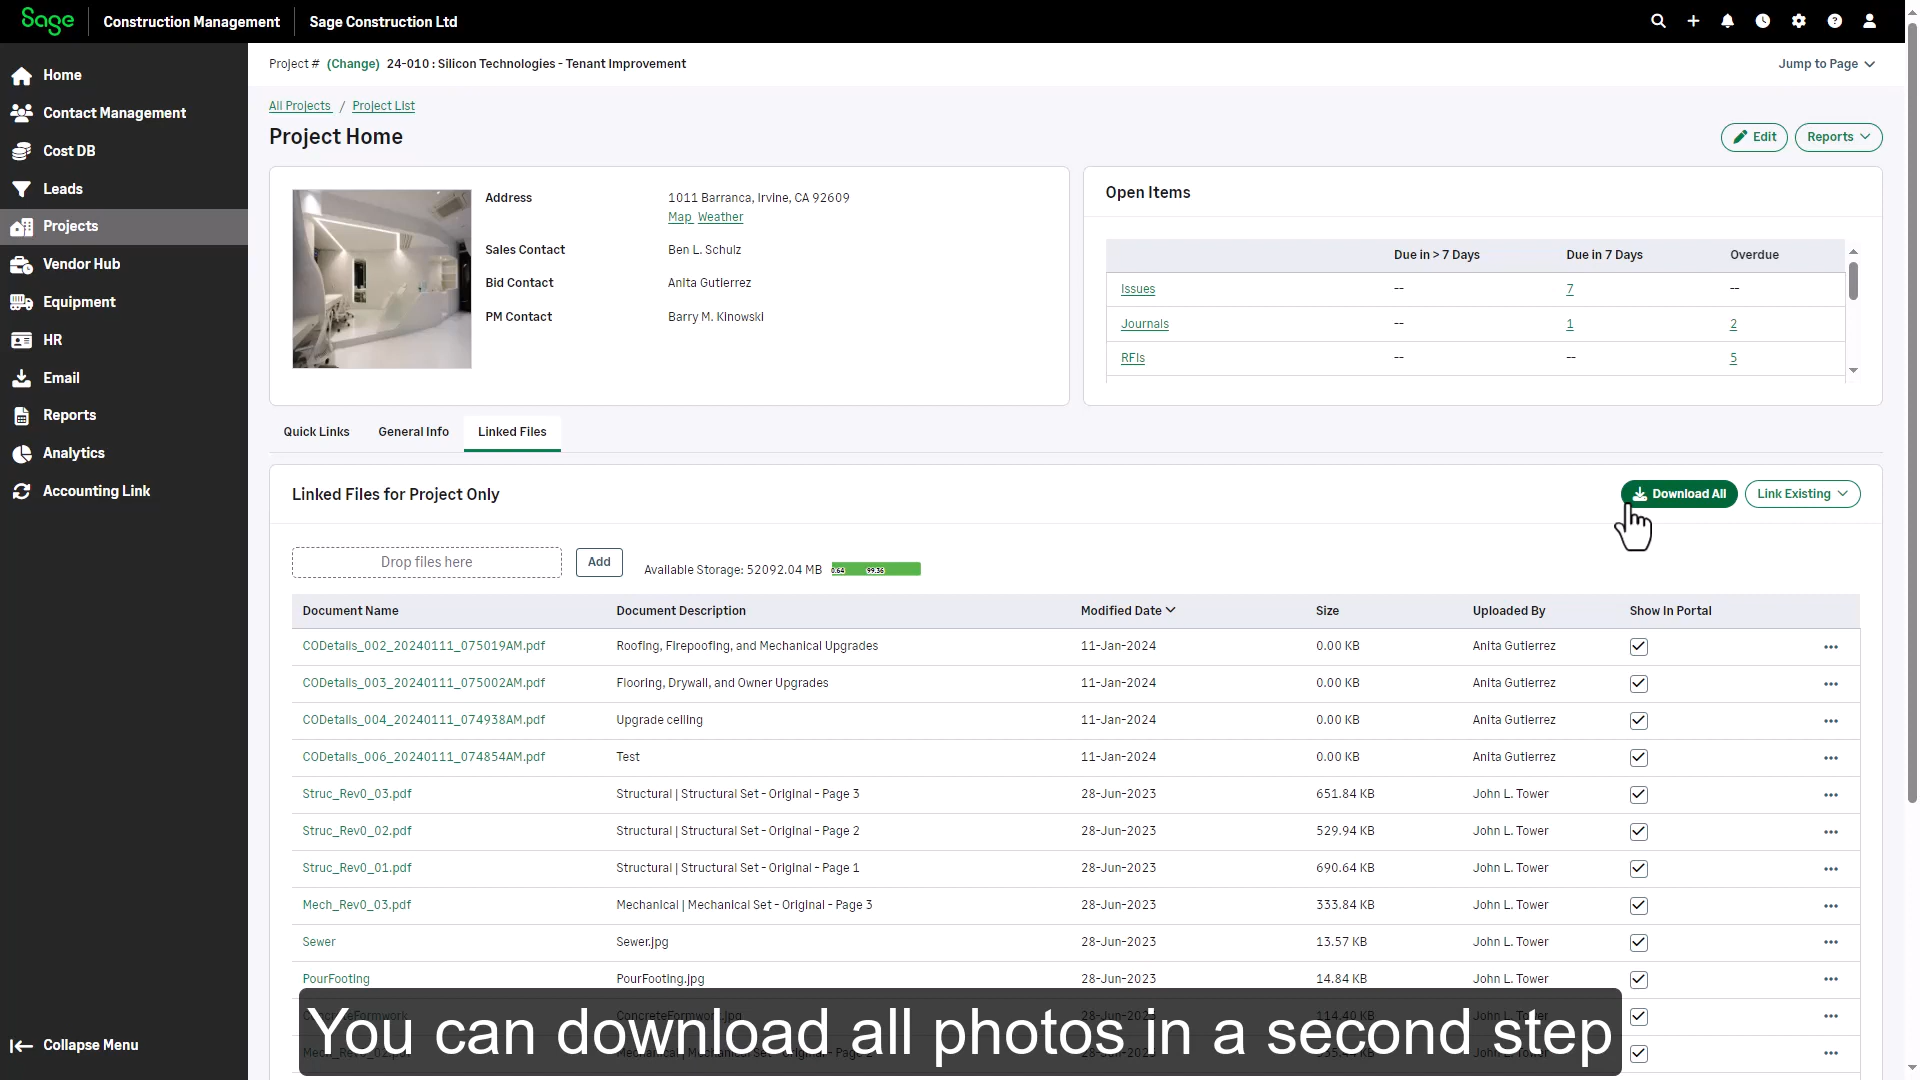 Sage
Construction Management
Sage Construction Ltd
Home
Contact Management
Cost DB
Leads
Projects
Vendor Hub
Equipment
HR
Email
Reports
Analytics
Accounting Link
Collapse Menu
Project # (Change) 24-010 : Silicon Technologies - Tenant Improvement
Jump to Page
All Projects / Project List
Project Home
Edit
Reports
Address 1011 Barranca, Irvine, CA 92609
Map Weather
Sales Contact Ben L. Schulz
Bid Contact Anita Gutierrez
PM Contact Barry M. Kinowski
Open Items
Due in > 7 Days Due in 7 Days Overdue
Issues -- 7 --
Journals -- 1 2
RFIs -- -- 5
Quick Links General Info Linked Files
Linked Files for Project Only
Download All
Link Existing
Drop files here
Add
Available Storage: 52092.04 MB
0.64 99.36
Document Name Document Description Modified Date Size Uploaded By Show In Portal
CODetails_002_20240111_075019AM.pdf Roofing, Firepoofing, and Mechanical Upgrades 11-Jan-2024 0.00 KB Anita Gutierrez
CODetails_003_20240111_075002AM.pdf Flooring, Drywall, and Owner Upgrades 11-Jan-2024 0.00 KB Anita Gutierrez
CODetails_004_20240111_074938AM.pdf Upgrade ceiling 11-Jan-2024 0.00 KB Anita Gutierrez
CODetails_006_20240111_074854AM.pdf Test 11-Jan-2024 0.00 KB Anita Gutierrez
Struc_Rev0_03.pdf Structural | Structural Set - Original - Page 3 28-Jun-2023 651.84 KB John L. Tower
Struc_Rev0_02.pdf Structural | Structural Set - Original - Page 2 28-Jun-2023 529.94 KB John L. Tower
Struc_Rev0_01.pdf Structural | Structural Set - Original - Page 1 28-Jun-2023 690.64 KB John L. Tower
Mech_Rev0_03.pdf Mechanical | Mechanical Set - Original - Page 3 28-Jun-2023 333.84 KB John L. Tower
Sewer Sewer.jpg 28-Jun-2023 13.57 KB John L. Tower
PourFooting PourFooting.jpg 28-Jun-2023 14.84 KB John L. Tower
You can download all photos in a second step